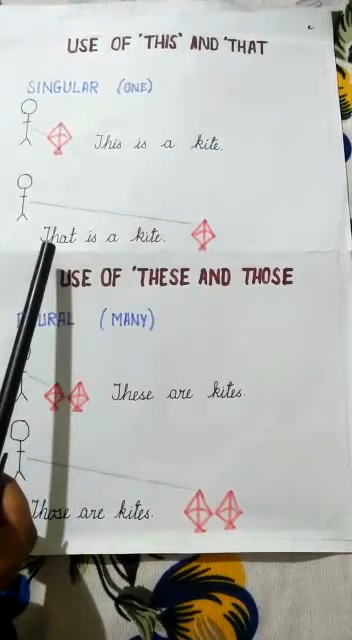 USE OF "THIS" AND "THAT
SINGULAR (ONE)
This is a kite.
That is a kite.
USE OF "THESE AND THOSE
(MANY)
These are kites.
Those are kites.